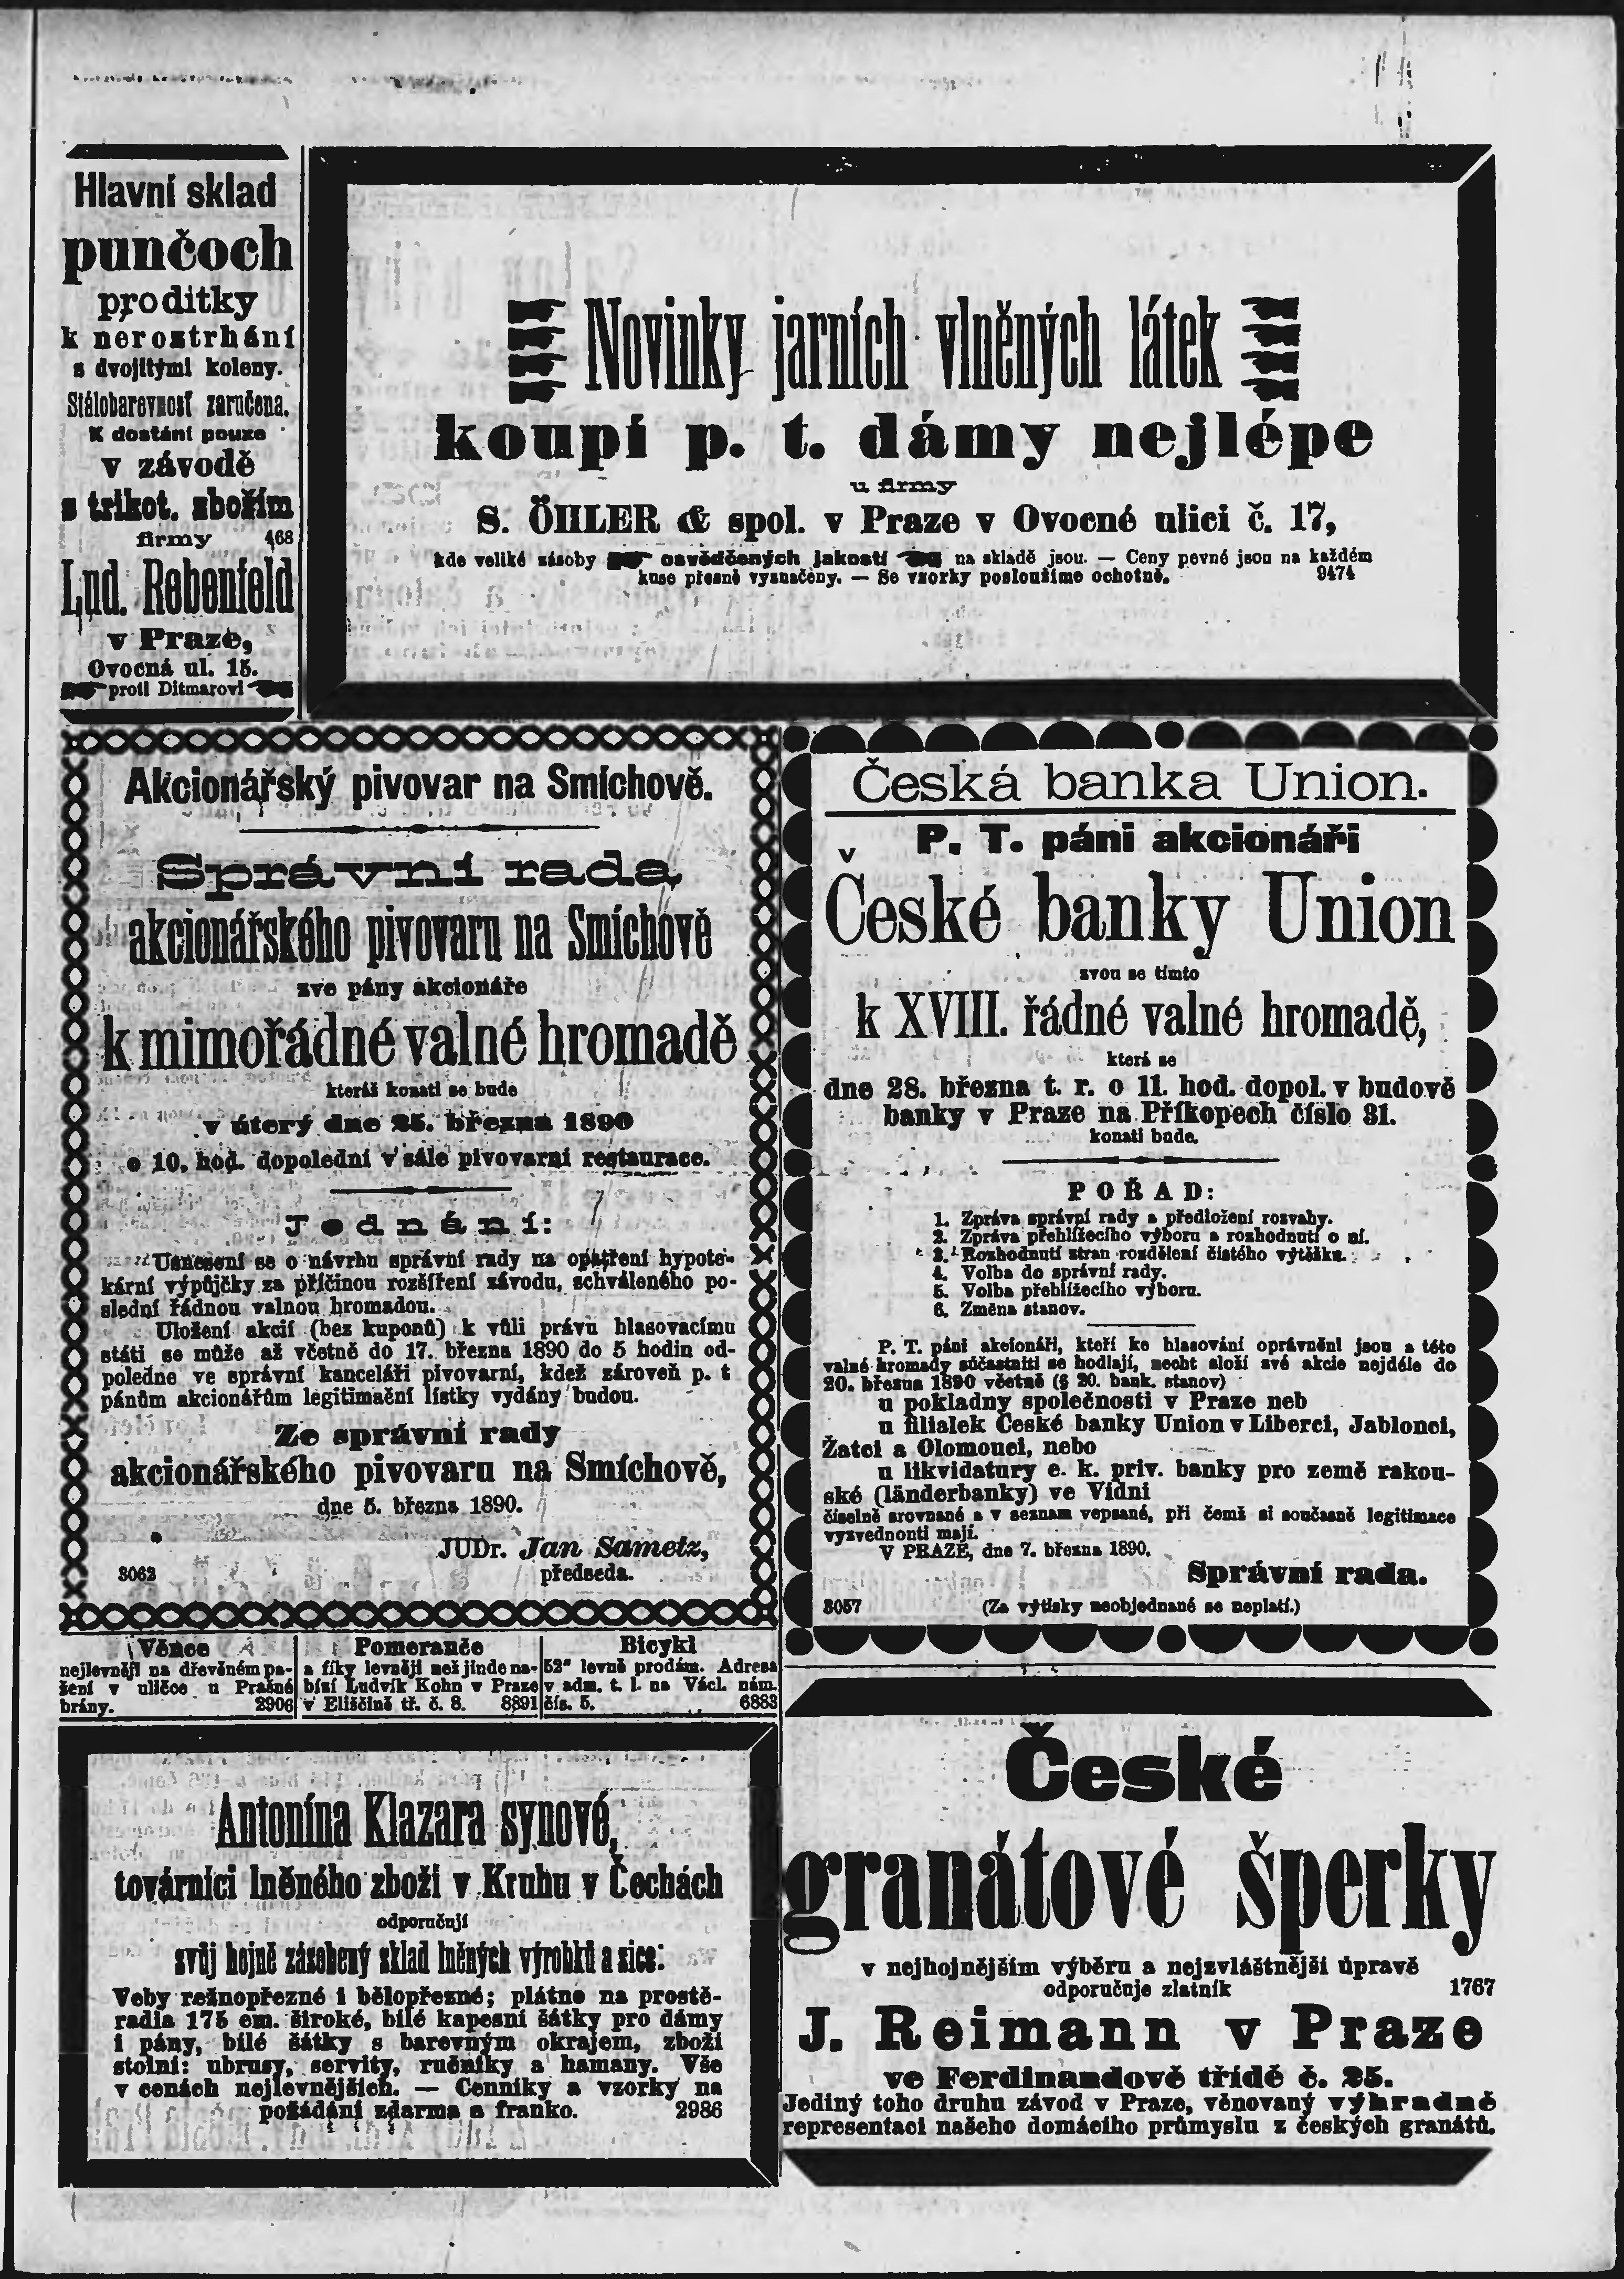 Hlavní sklad
punčoch
pro ditky
k nerostrhání
s dvojitými koleny.
Stálobarevnosť zaručena.
K dostání pouze
v závodě
s trikot. zbožím
firmy 468
Lud. Rebenfeld
v Praze,
Ovocná ul. 15.
proti Ditmarovi
Novinky jarních vlněných látek
koupí p. t. dámy nejlépe
u firmy
S. ÖHLER & spol. v Praze v Ovocné ulici č. 17,
kde veliké zásoby osvědčených jakostí na skladě jsou. — Ceny pevné jsou na každém
kuse přesně vyznačeny. — Se vzorky posloužíme ochotně. 9474
Akcionářský pivovar na Smíchově.
Správní rada
akcionářského pivovaru na Smíchově
zve pány akcionáře
k mimořádné valné hromadě
kteráž konati se bude
v úterý dne 25. března 1890
o 10. hod. dopolední v sále pivovarní restaurace.
Jednání:
Usnesení se o návrhu správní rady na opatření hypote-
kární výpůjčky za příčinou rozšíření závodu, schváleného po-
slední řádnou valnou hromadou.
Uložení akcií (bez kuponů) k vůli právu hlasovacímu
státi se může až včetně do 17. března 1890 do 5 hodin od-
poledne ve správní kanceláři pivovarní, kdež zároveň p. t
pánům akcionářům legitimační lístky vydány budou.
Ze správní rady
akcionářského pivovaru na Smíchově,
dne 5. března 1890.
JUDr. Jan Sametz,
3062 předseda.
Česká banka Union.
P. T. páni akcionáři
České banky Union
zvou se tímto
k XVIII. řádné valné hromadě,
která se
dne 28. března t. r. o 11. hod. dopol. v budově
banky v Praze na Příkopech číslo 31.
konati bude.
POŘAD:
1. Zpráva správní rady a předložení rozvahy.
2. Zpráva přehlížecího výboru a rozhodnutí o ní.
3. Rozhodnutí stran rozdělení čistého výtěžku.
4. Volba do správní rady.
5. Volba přehlížecího výboru.
6. Změna stanov.
P. T. páni akcionáři, kteří ke hlasování oprávněni jsou a této
valné hromady súčastniti se hodlají, nechť složí své akcie nejdéle do
20. března 1890 včetně (§ 20. bank. stanov)
u pokladny společnosti v Praze neb
u filialek České banky Union v Liberci, Jablonci,
Žatci a Olomouci, nebo
u likvidatury c. k. priv. banky pro země rakou-
ské (länderbanky) ve Vídni
číselně srovnané a v seznam vepsané, při čemž si současně legitimace
vyzvednonti mají.
V PRAZE, dne 7. března 1890.
Správní rada.
3057 (Za výtisky neobjednané se neplatí.)
Věnce
nejlevněji na dřevěném pa-
žení v uličce u Prašné
brány. 2906
Pomeranče
a fíky levněji než jinde na-
bízí Ludvík Kohn v Praze
v Eliščině tř. č. 8. 8891
Bicykl
52" levně prodám. Adresa
v adm. t. l. na Václ. nám.
čís. 5. 6883
Antonína Klazara synové,
továrníci lněného zboží v Kruhu v Čechách
odporučují
svůj hojně zásobený sklad lněných výrobků a sice:
Veby režnopřezné i bělopřezné; plátno na prostě-
radla 175 cm. široké, bílé kapesní šátky pro dámy
i pány, bílé šátky s barevným okrajem, zboží
stolní: ubrusy, servity, ručníky a hamany. Vše
v cenách nejlevnějších. — Cenníky a vzorky na
požádání zdarma a franko. 2986
České
granátové šperky
v nejhojnějším výběru a nejzvláštnější úpravě
odporučuje zlatník 1767
J. Reimann v Praze
ve Ferdinandově třídě č. 25.
Jediný toho druhu závod v Praze, věnovaný výhradně
representaci našeho domácího průmyslu z českých granátů.